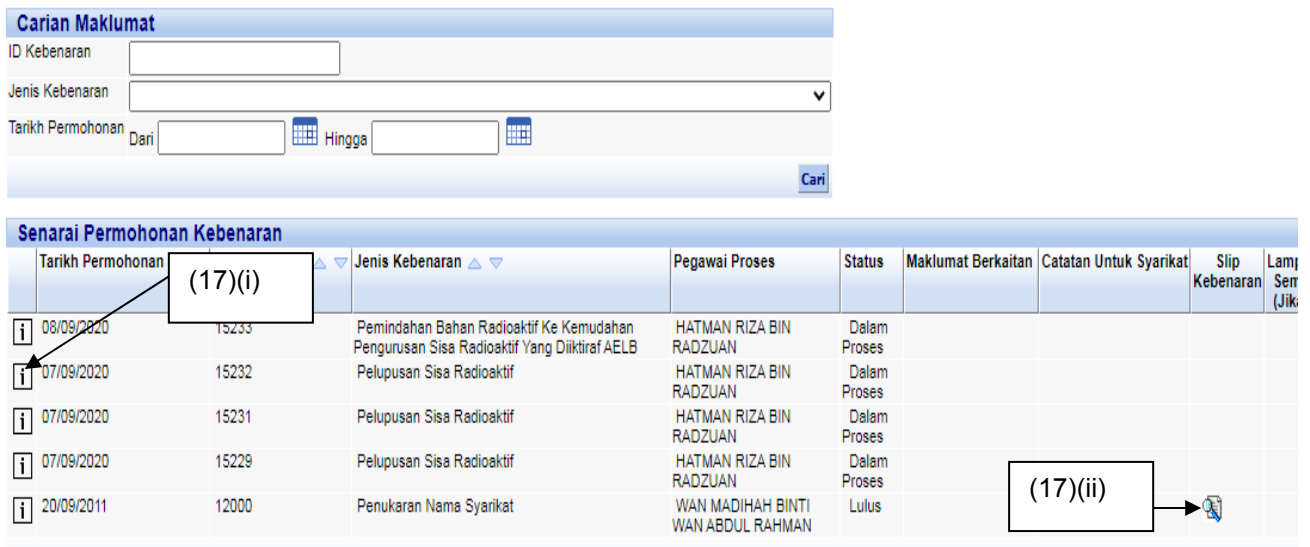 Carian Maklumat
ID Kebenaran
Jenis Kebenaran
Tarikh Permohonan Dari Hingga
Cari
Senarai Permohonan Kebenaran
Tarikh Permohonan Jenis Kebenaran Pegawai Proses Status Maklumat Berkaitan Catatan Untuk Syarikat Slip Kebenaran
(17)(i)
08/09/2020 15233 Pemindahan Bahan Radioaktif Ke Kemudahan HATMAN RIZA BIN Dalam
Pengurusan Sisa Radioaktif Yang Diiktiraf AELB RADZUAN Proses
07/09/2020 15232 Pelupusan Sisa Radioaktif HATMAN RIZA BIN Dalam
RADZUAN Proses
07/09/2020 15231 Pelupusan Sisa Radioaktif HATMAN RIZA BIN Dalam
RADZUAN Proses
07/09/2020 15229 Pelupusan Sisa Radioaktif HATMAN RIZA BIN Dalam
RADZUAN Proses
(17)(ii)
20/09/2011 12000 Penukaran Nama Syarikat WAN MADIHAH BINTI Lulus
WAN ABDUL RAHMAN